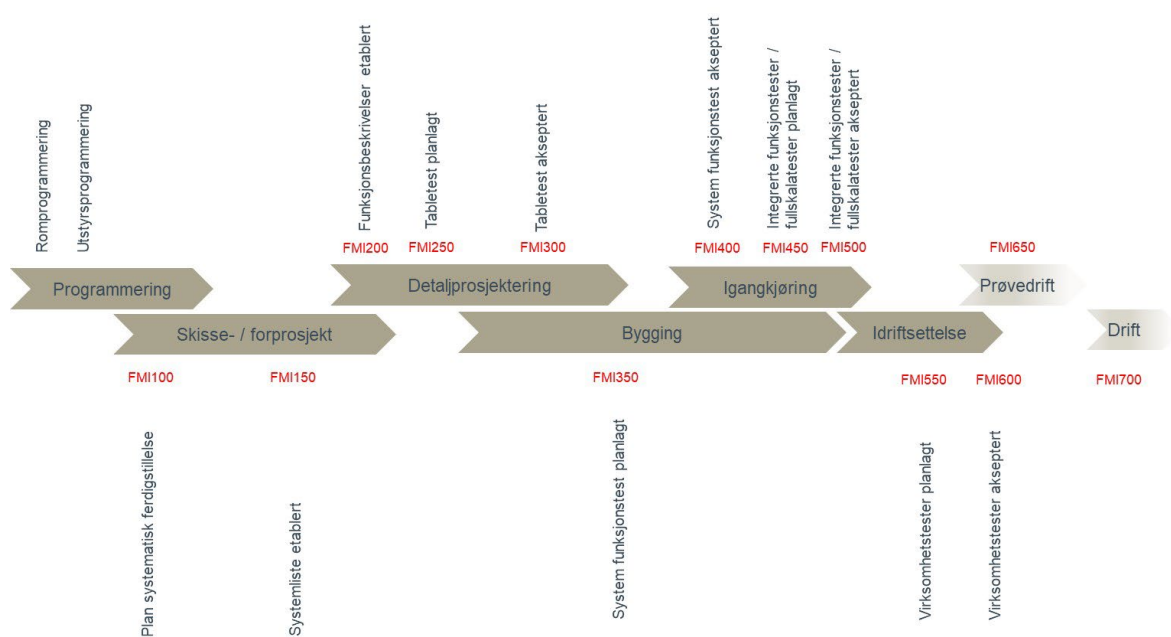 Romprogrammering
Utstyrsprogrammering
Funksjonsbeskrivelser etablert
Tabletest planlagt
Tabletest akseptert
System funksjonstest akseptert
Integrerte funksjonstester /
fullskalatester planlagt
Integrerte funksjonstester /
fullskalatester akseptert
FMI200
FMI250
FMI300
FMI400
FMI450
FMI500
FMI650
Programmering
Detaljprosjektering
Igangkjøring
Prøvedrift
Skisse- / forprosjekt
Bygging
Idriftsettelse
Drift
FMI100
FMI150
FMI350
FMI550
FMI600
FMI700
Plan systematisk ferdigstillelse
Systemliste etablert
System funksjonstest planlagt
Virksomhetstester planlagt
Virksomhetstester akseptert